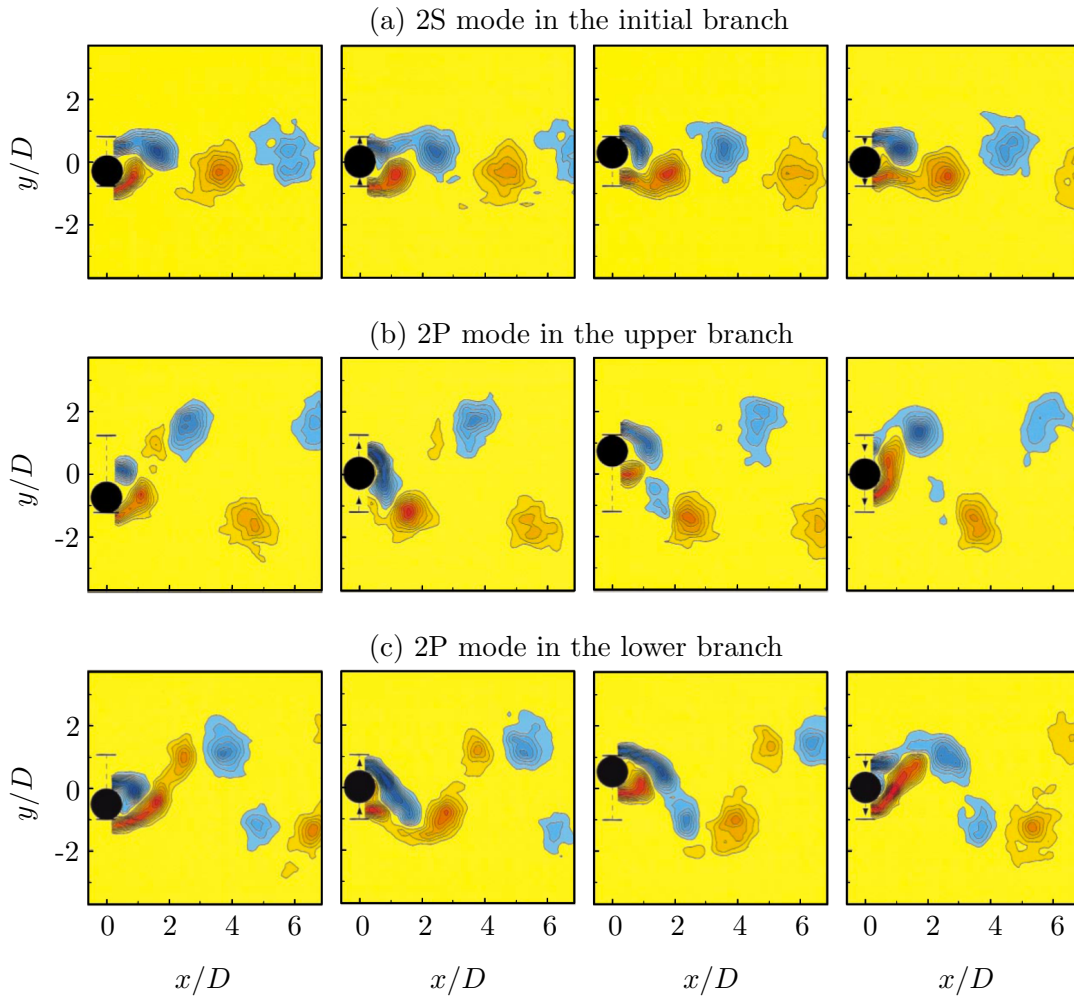 (a) 2S mode in the initial branch
y/D
2
0
-2
(b) 2P mode in the upper branch
y/D
2
0
-2
(c) 2P mode in the lower branch
y/D
2
0
-2
0 2 4 6 0 2 4 6 0 2 4 6 0 2 4 6
x/D x/D x/D x/D